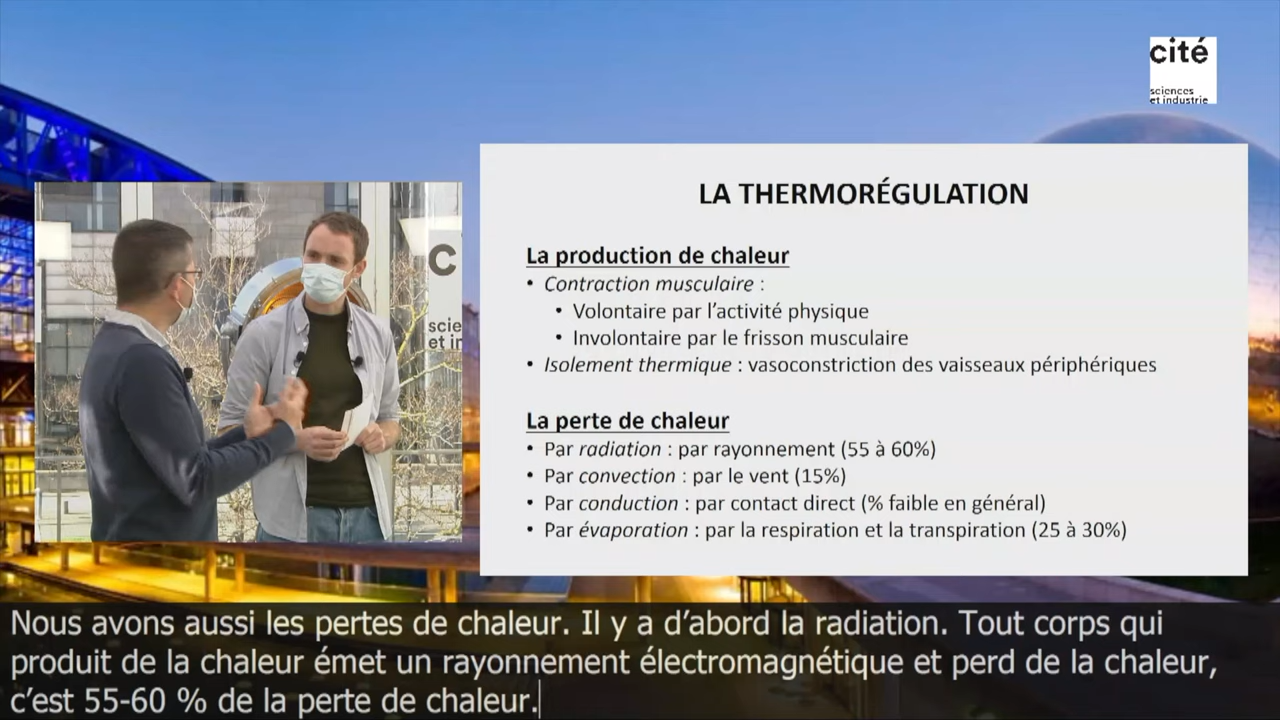 cité
sciences
et industrie
LA THERMORÉGULATION
La production de chaleur
• Contraction musculaire :
• Volontaire par l'activité physique
• Involontaire par le frisson musculaire
• Isolement thermique : vasoconstriction des vaisseaux périphériques
La perte de chaleur
• Par radiation : par rayonnement (55 à 60%)
• Par convection : par le vent (15%)
• Par conduction : par contact direct (% faible en général)
• Par évaporation : par la respiration et la transpiration (25 à 30%)
c
scie
et in
Nous avons aussi les pertes de chaleur. Il y a d'abord la radiation. Tout corps qui
produit de la chaleur émet un rayonnement électromagnétique et perd de la chaleur,
c'est 55-60 % de la perte de chaleur.